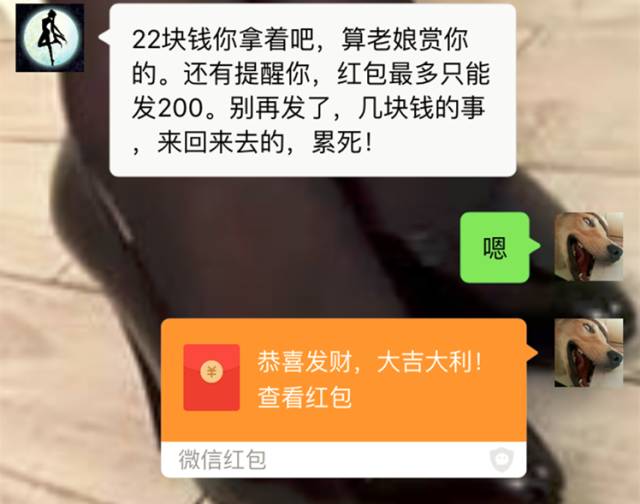 22块钱你拿着吧，算老娘赏你
的。还有提醒你，红包最多只能
发200。别再发了，几块钱的事
，来回来去的，累死！
嗯
恭喜发财，大吉大利！
查看红包
微信红包